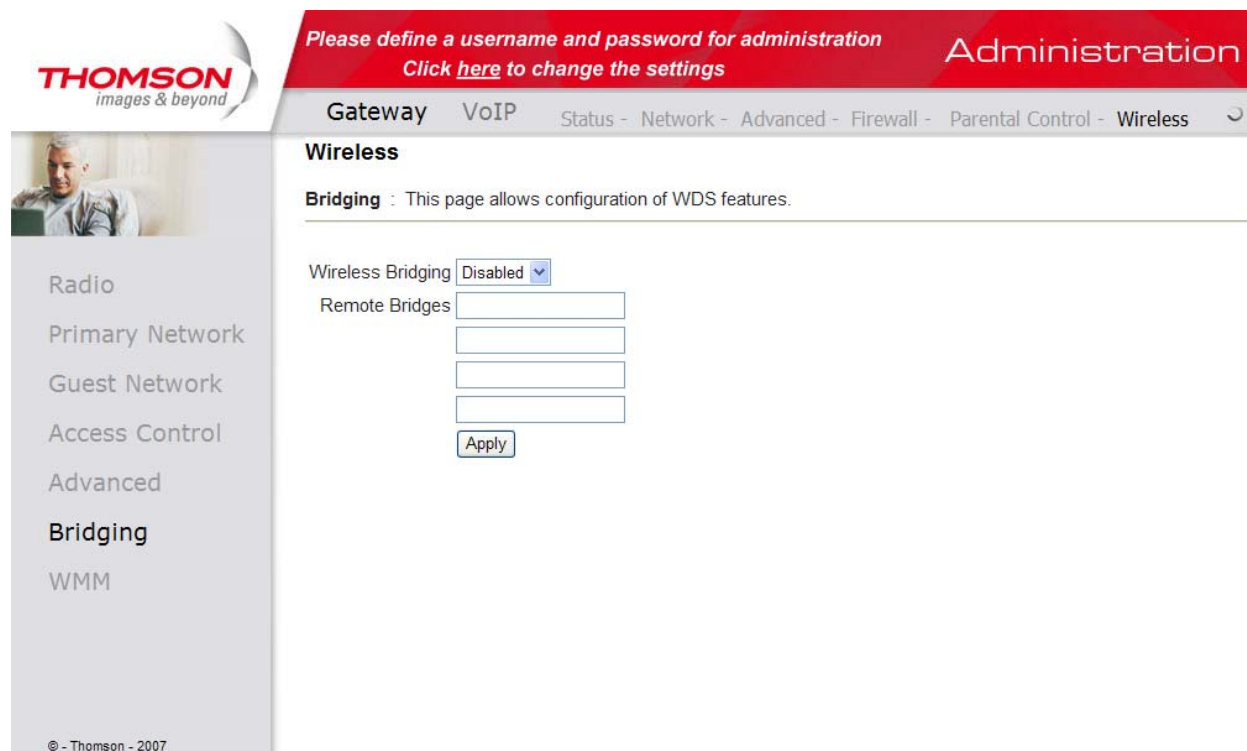 THOMSON
images & beyond
Please define a username and password for administration
Click here to change the settings
Administration
Gateway VoIP Status - Network - Advanced - Firewall - Parental Control - Wireless
Wireless
Bridging : This page allows configuration of WDS features.
Radio
Primary Network
Guest Network
Access Control
Advanced
Bridging
WMM
Wireless Bridging Disabled
Remote Bridges
Apply
© - Thomson - 2007